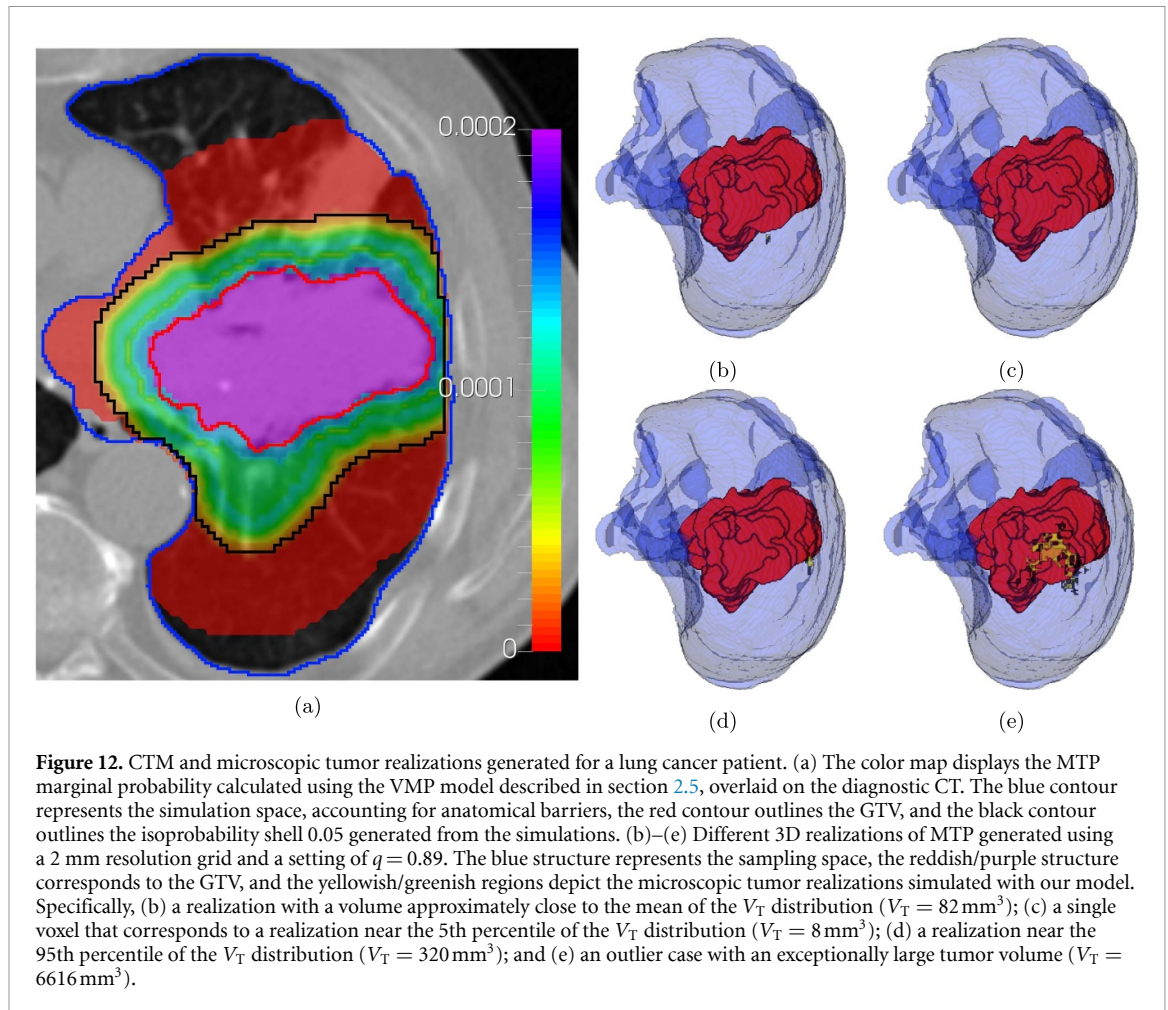 0.0002
0.0001
0
(a)
(b)
(c)
(d)
(e)
Figure 12. CTM and microscopic tumor realizations generated for a lung cancer patient. (a) The color map displays the MTP
marginal probability calculated using the VMP model described in section 2.5, overlaid on the diagnostic CT. The blue contour
represents the simulation space, accounting for anatomical barriers, the red contour outlines the GTV, and the black contour
outlines the isoprobability shell 0.05 generated from the simulations. (b)–(e) Different 3D realizations of MTP generated using
a 2 mm resolution grid and a setting of q = 0.89. The blue structure represents the sampling space, the reddish/purple structure
corresponds to the GTV, and the yellowish/greenish regions depict the microscopic tumor realizations simulated with our model.
Specifically, (b) a realization with a volume approximately close to the mean of the V_T distribution (V_T = 82 mm³); (c) a single
voxel that corresponds to a realization near the 5th percentile of the V_T distribution (V_T = 8 mm³); (d) a realization near the
95th percentile of the V_T distribution (V_T = 320 mm³); and (e) an outlier case with an exceptionally large tumor volume (V_T =
6616 mm³).